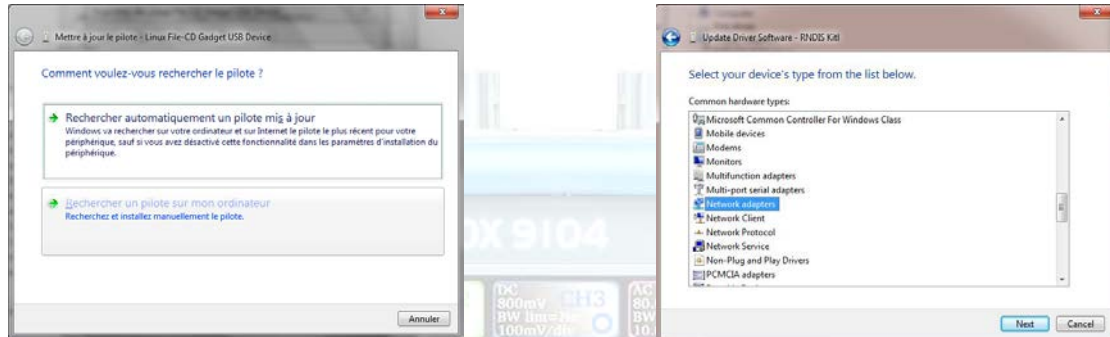 Mettre à jour le pilote - Linux File-CD Gadget USB Device
Comment voulez-vous rechercher le pilote ?
Rechercher automatiquement un pilote mis à jour
Windows va rechercher sur votre ordinateur et sur Internet le pilote le plus récent pour votre
périphérique, sauf si vous avez désactivé cette fonctionnalité dans les paramètres d'installation du
périphérique.
Rechercher un pilote sur mon ordinateur
Recherchez et installez manuellement le pilote.
Annuler
OX 9104
DC
800mV CH3
BW lim=
100mV/div
AC
80.
BW
10.
Update Driver Software - RNDIS Kitl
Select your device's type from the list below.
Common hardware types:
Microsoft Common Controller For Windows Class
Mobile devices
Modems
Monitors
Multifunction adapters
Multi-port serial adapters
Network adapters
Network Client
Network Protocol
Network Service
Non-Plug and Play Drivers
PCMCIA adapters
Next
Cancel